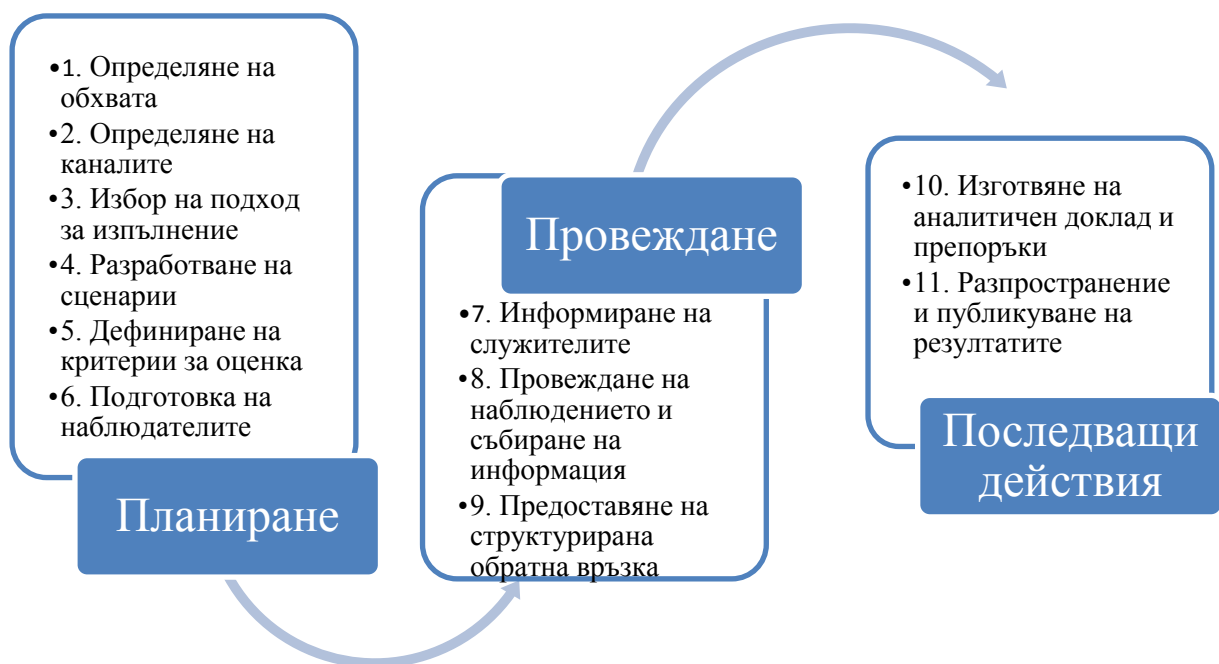 •1. Определяне на
обхвата
•2. Определяне на
каналите
•3. Избор на подход
за изпълнение
•4. Разработване на
сценарии
•5. Дефиниране на
критерии за оценка
•6. Подготовка на
наблюдателите
Планиране
Провеждане
•7. Информиране на
служителите
•8. Провеждане на
наблюдението и
събиране на
информация
•9. Предоставяне на
структурирана
обратна връзка
•10. Изготвяне на
аналитичен доклад и
препоръки
•11. Разпространение
и публикуване на
резултатите
Последващи
действия